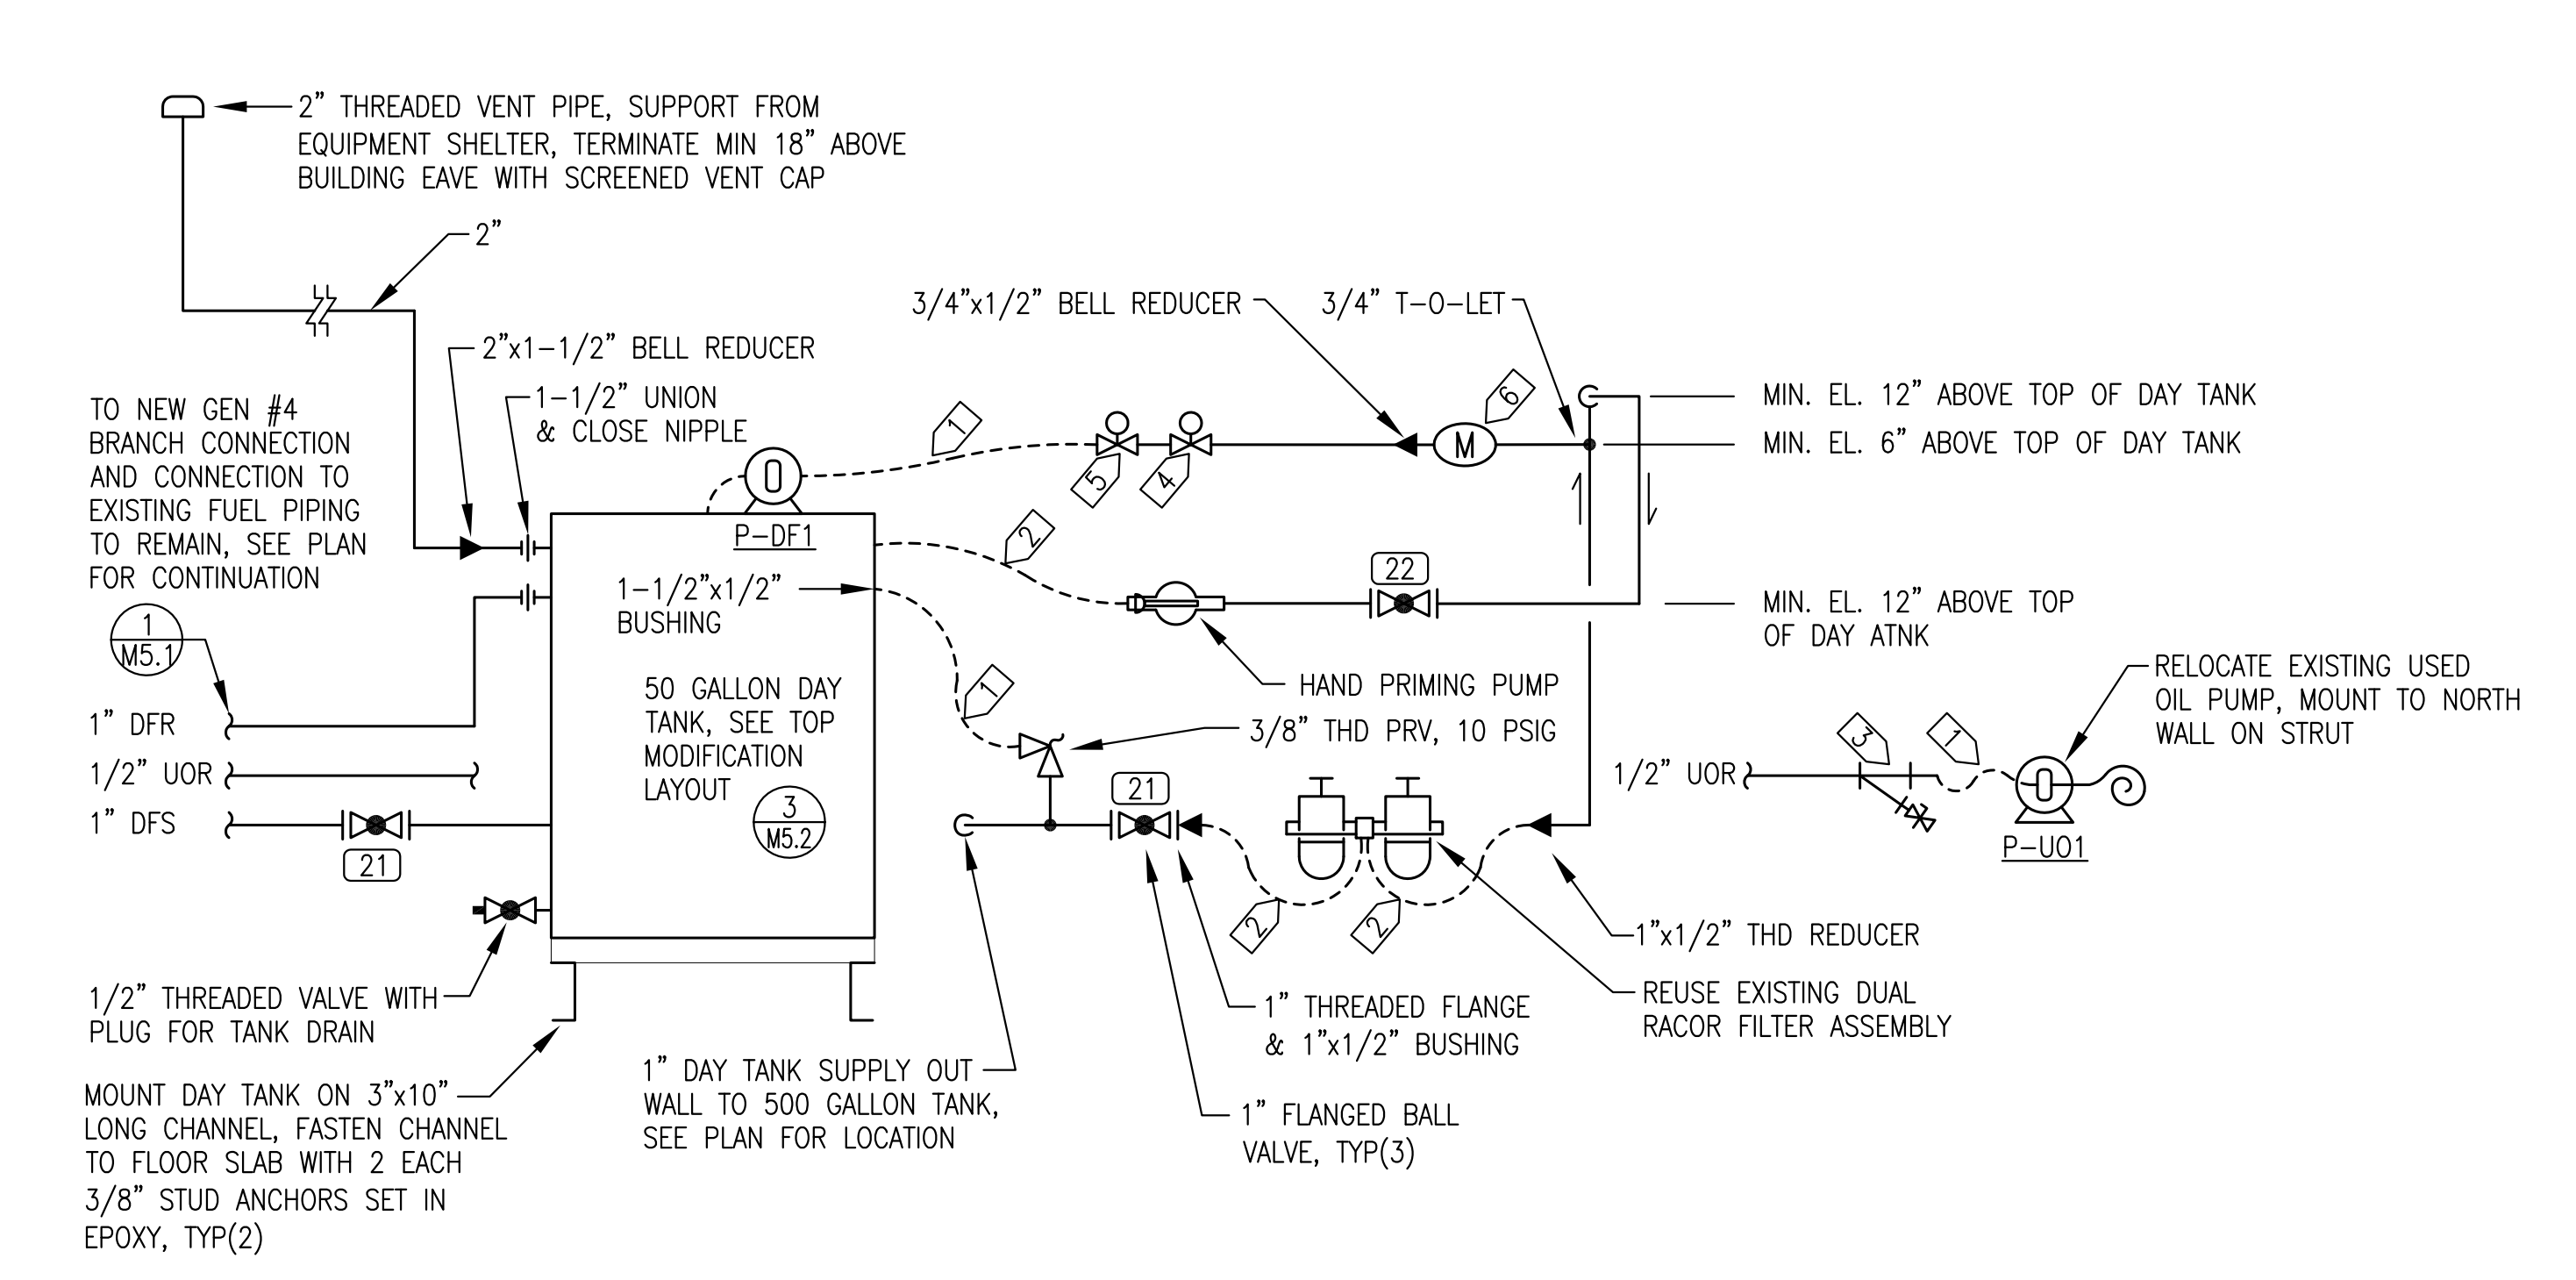 2” THREADED VENT PIPE, SUPPORT FROM
EQUIPMENT SHELTER, TERMINATE MIN 18” ABOVE
BUILDING EAVE WITH SCREENED VENT CAP
2”
2”x1-1/2” BELL REDUCER
1-1/2” UNION
& CLOSE NIPPLE
TO NEW GEN #4
BRANCH CONNECTION
AND CONNECTION TO
EXISTING FUEL PIPING
TO REMAIN, SEE PLAN
FOR CONTINUATION
1
M5.1
1” DFR
1/2” UOR
1” DFS
21
1/2” THREADED VALVE WITH
PLUG FOR TANK DRAIN
MOUNT DAY TANK ON 3”x10”
LONG CHANNEL, FASTEN CHANNEL
TO FLOOR SLAB WITH 2 EACH
3/8” STUD ANCHORS SET IN
EPOXY, TYP(2)
P-DF1
1-1/2”x1/2”
BUSHING
50 GALLON DAY
TANK, SEE TOP
MODIFICATION
LAYOUT
3
M5.2
1
2
1
3/4”x1/2” BELL REDUCER
3/4” T-O-LET
5
4
M
6
MIN. EL. 12” ABOVE TOP OF DAY TANK
MIN. EL. 6” ABOVE TOP OF DAY TANK
22
MIN. EL. 12” ABOVE TOP
OF DAY ATNK
HAND PRIMING PUMP
3/8” THD PRV, 10 PSIG
21
2
2
1”x1/2” THD REDUCER
REUSE EXISTING DUAL
RACOR FILTER ASSEMBLY
1” THREADED FLANGE
& 1”x1/2” BUSHING
1” FLANGED BALL
VALVE, TYP(3)
1” DAY TANK SUPPLY OUT
WALL TO 500 GALLON TANK,
SEE PLAN FOR LOCATION
RELOCATE EXISTING USED
OIL PUMP, MOUNT TO NORTH
WALL ON STRUT
1/2” UOR
3
1
P-UO1